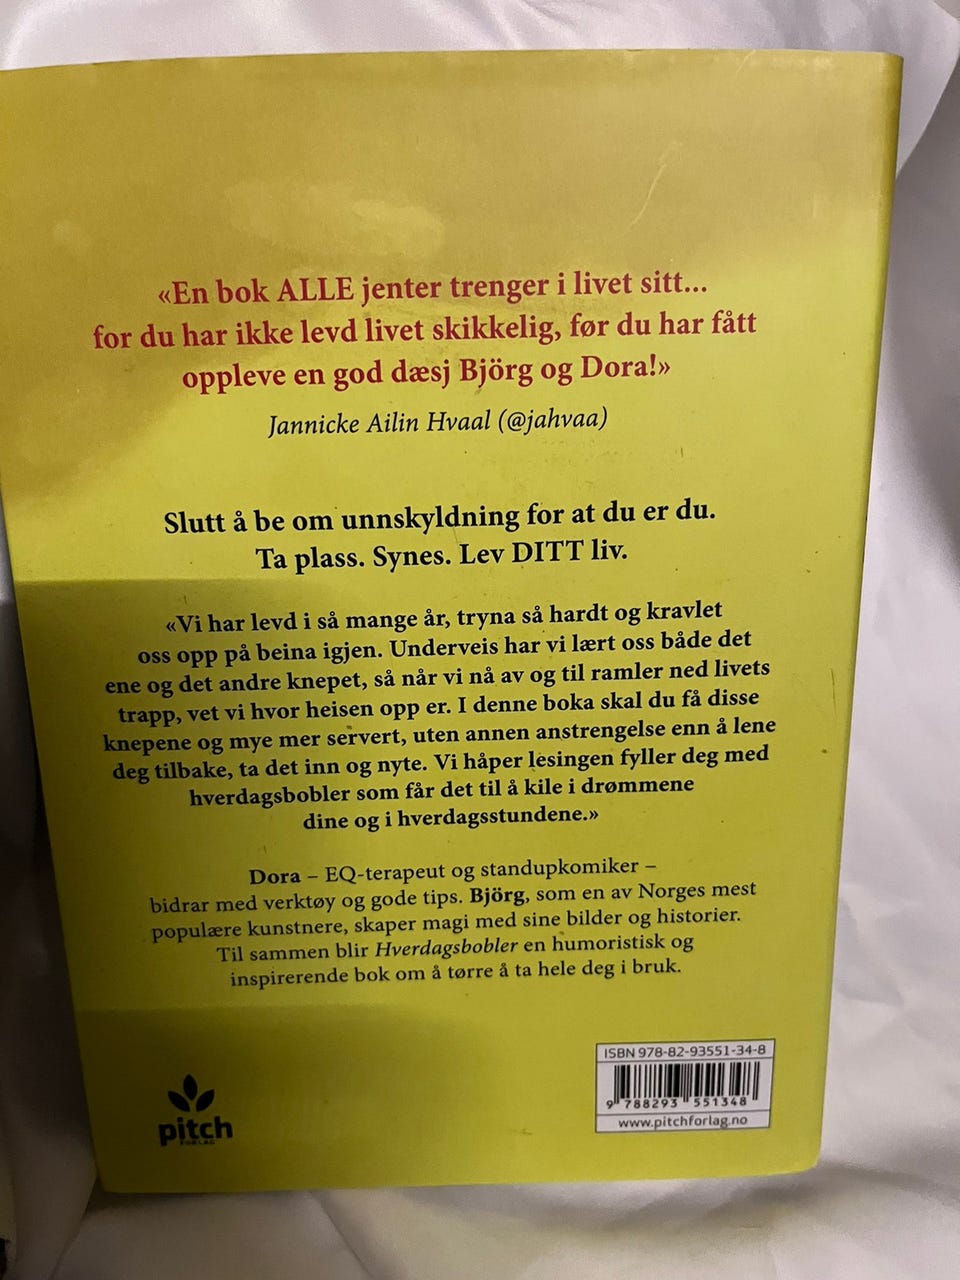 «En bok ALLE jenter trenger i livet sitt...
for du har ikke levd livet skikkelig, før du har fått
oppleve en god dæsj Björg og Dora!»
Jannicke Ailin Hvaal (@jahvaa)
Slutt å be om unnskyldning for at du er du.
Ta plass. Synes. Lev DITT liv.
«Vi har levd i så mange år, tryna så hardt og kravlet
oss opp på beina igjen. Underveis har vi lært oss både det
ene og det andre knepet, så når vi nå av og til ramler ned livets
trapp, vet vi hvor heisen opp er. I denne boka skal du få disse
knepene og mye mer servert, uten annen anstrengelse enn å lene
deg tilbake, ta det inn og nyte. Vi håper lesingen fyller deg med
hverdagsbobler som får det til å kile i drømmene
dine og i hverdagsstundene.»
Dora – EQ-terapeut og standupkomiker –
bidrar med verktøy og gode tips. Björg, som en av Norges mest
populære kunstnere, skaper magi med sine bilder og historier.
Til sammen blir Hverdagsbobler en humoristisk og
inspirerende bok om å tørre å ta hele deg i bruk.
ISBN 978-82-93551-34-8
9 788293 551348
www.pitchforlag.no
pitch
FORLAG